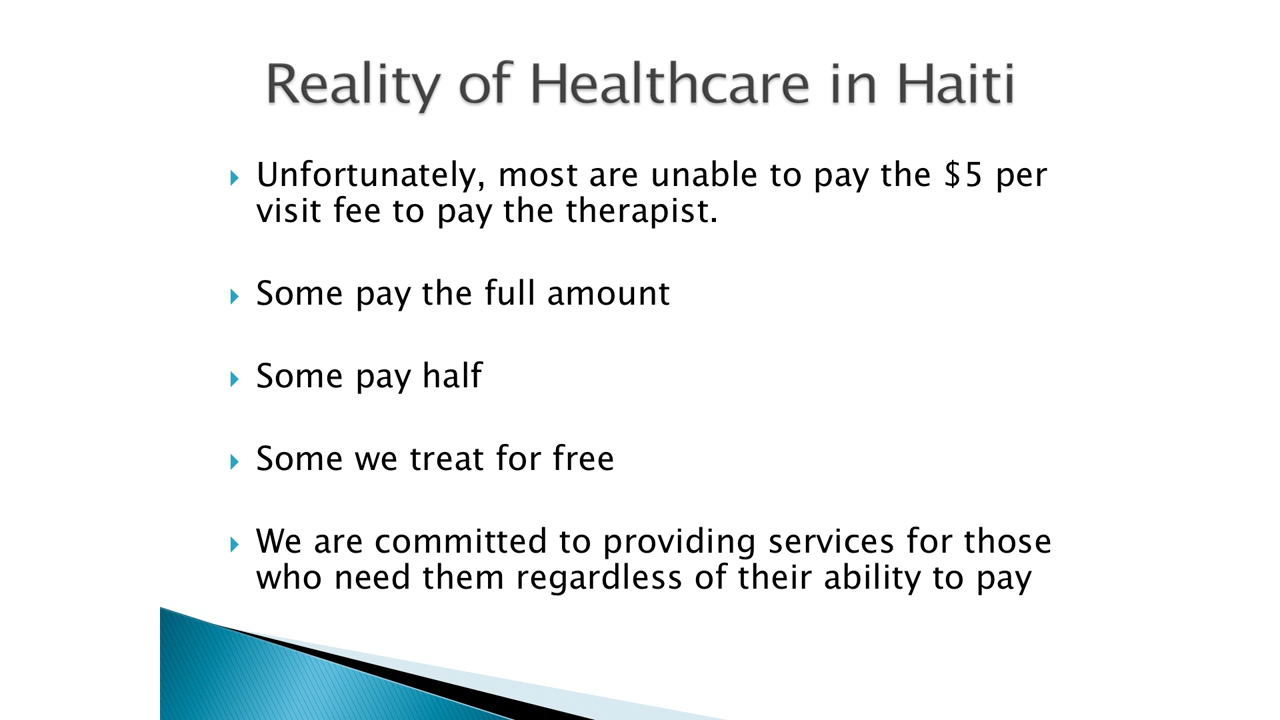 Reality of Healthcare in Haiti
Unfortunately, most are unable to pay the $5 per
visit fee to pay the therapist.
Some pay the full amount
Some pay half
Some we treat for free
We are committed to providing services for those
who need them regardless of their ability to pay